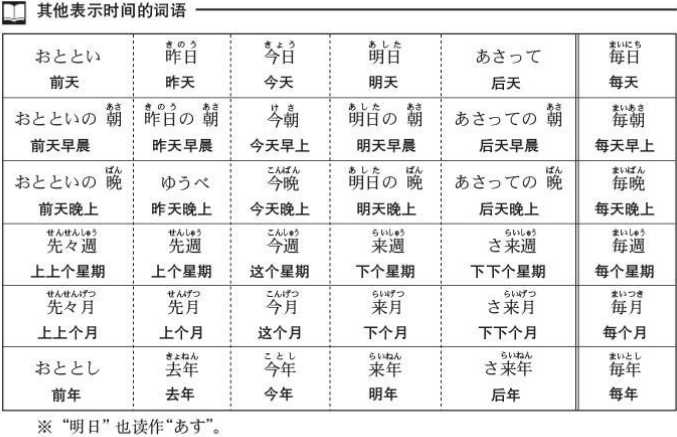 其他表示时间的词语
きのう きょう あした まいにち
おととい 昨日 今日 明日 あさって 毎日
前天 昨天 今天 明天 后天 每天
あさ きのう あさ けさ あした あさ あさ まいあさ
おとといの 朝 昨日の 朝 今朝 明日の 朝 あさっての 朝 毎朝
前天早晨 昨天早晨 今天早上 明天早晨 后天早晨 每天早上
ばん こんばん あした ばん ばん まいばん
おとといの 晩 ゆうべ 今晩 明日の 晩 あさっての 晩 毎晩
前天晚上 昨天晚上 今天晚上 明天晚上 后天晚上 每天晚上
せんせんしゅう せんしゅう こんしゅう らいしゅう らいしゅう まいしゅう
先々週 先週 今週 来週 さ来週 毎週
上上个星期 上个星期 这个星期 下个星期 下下个星期 每个星期
せんせんげつ せんげつ こんげつ らいげつ らいげつ まいつき
先々月 先月 今月 来月 さ来月 毎月
上上个月 上个月 这个月 下个月 下下个月 每个月
きょねん ことし らいねん らいねん まいとし
おととし 去年 今年 来年 さ来年 毎年
前年 去年 今年 明年 后年 每年
※ “明日”也读作“あす”。